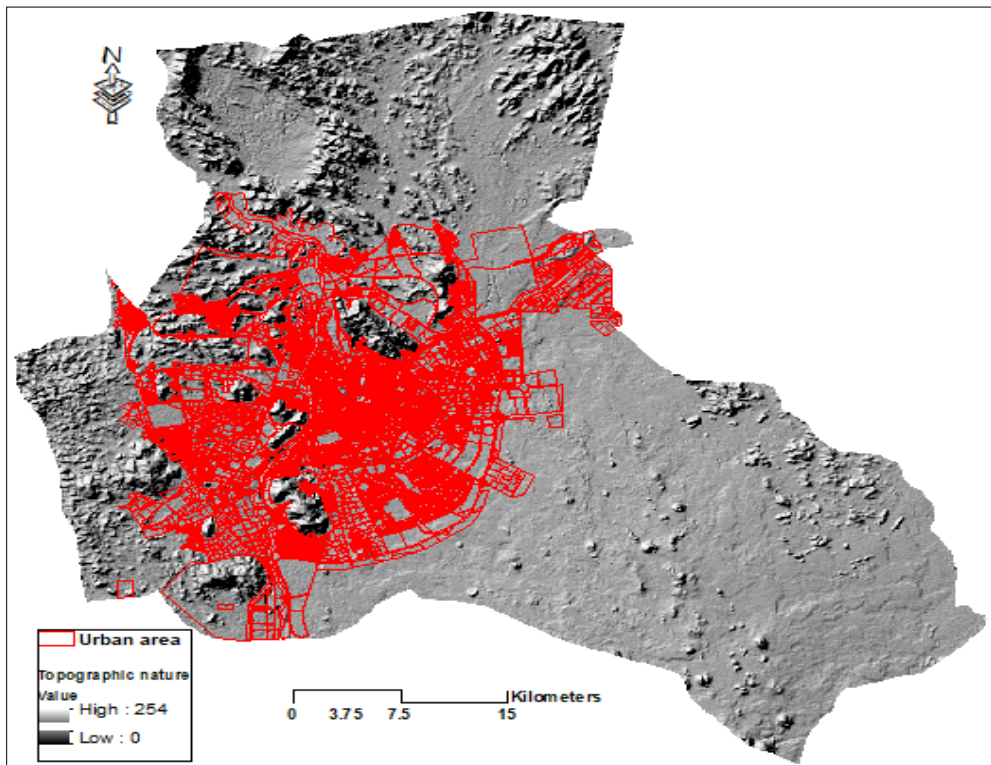 N
Urban area
Topographic nature
Value
High : 254
Low : 0
Kilometers
0 3.75 7.5 15